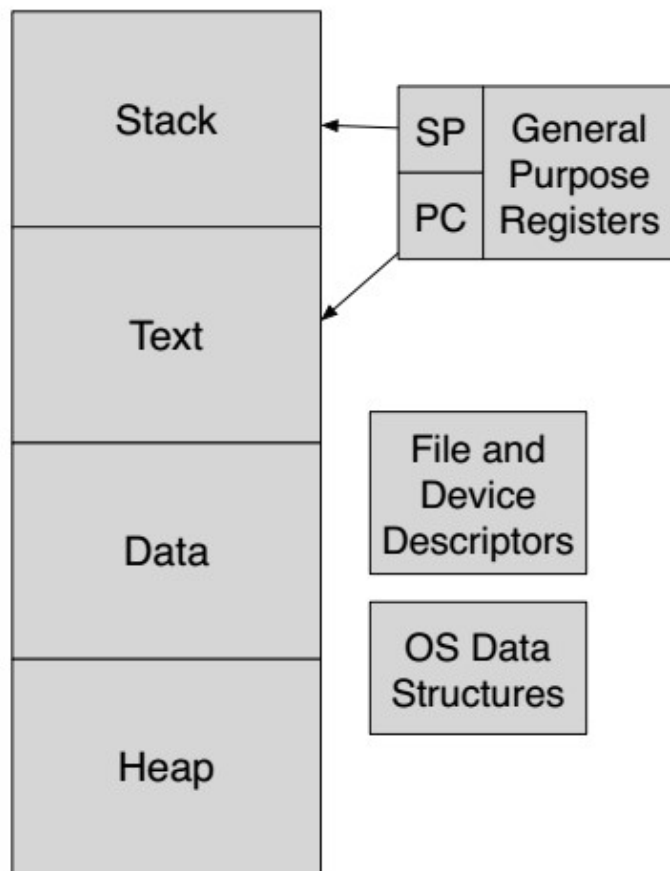 Stack
SP
PC
General
Purpose
Registers
Text
File and
Device
Descriptors
Data
OS Data
Structures
Heap